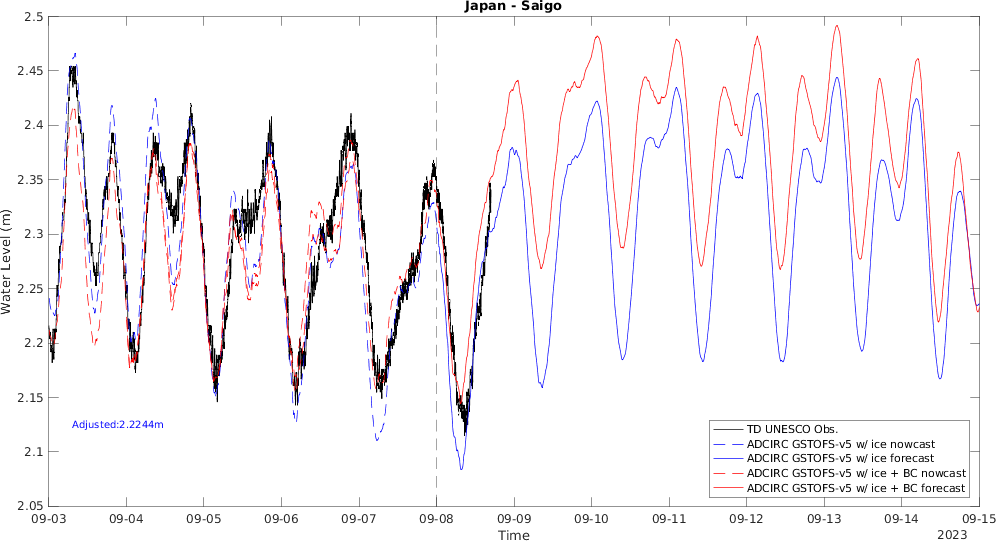 Japan - Saigo
Water Level (m)
2.5
2.45
2.4
2.35
2.3
2.25
2.2
2.15
2.1
2.05
Adjusted:2.2244m
TD UNESCO Obs.
ADCIRC GSTOFS-v5 w/ ice nowcast
ADCIRC GSTOFS-v5 w/ ice forecast
ADCIRC GSTOFS-v5 w/ ice + BC nowcast
ADCIRC GSTOFS-v5 w/ ice + BC forecast
09-03 09-04 09-05 09-06 09-07 09-08 09-09 09-10 09-11 09-12 09-13 09-14 09-15
Time
2023